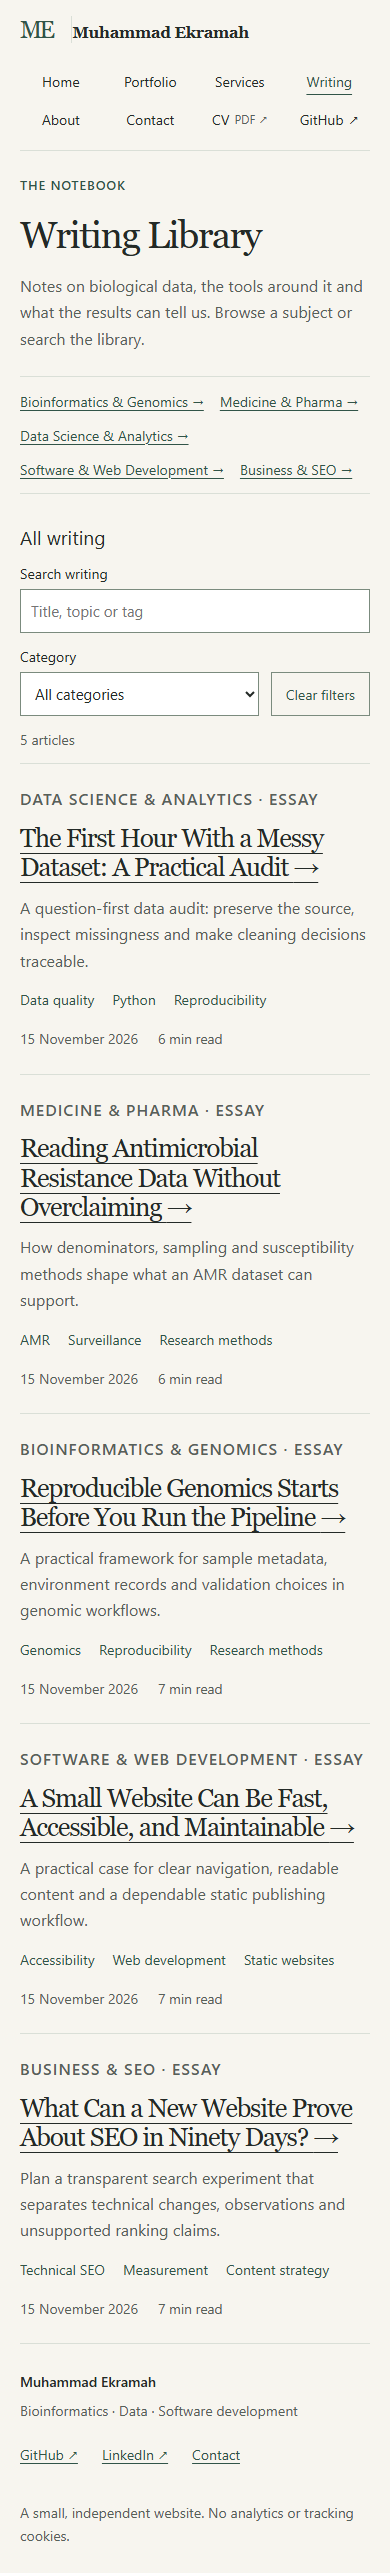 ME Muhammad Ekramah
Home Portfolio Services Writing
About Contact CV PDF ↗ GitHub ↗
THE NOTEBOOK
Writing Library
Notes on biological data, the tools around it and
what the results can tell us. Browse a subject or
search the library.
Bioinformatics & Genomics → Medicine & Pharma →
Data Science & Analytics →
Software & Web Development → Business & SEO →
All writing
Search writing
Title, topic or tag
Category
All categories Clear filters
5 articles
DATA SCIENCE & ANALYTICS · ESSAY
The First Hour With a Messy
Dataset: A Practical Audit →
A question-first data audit: preserve the source,
inspect missingness and make cleaning decisions
traceable.
Data quality Python Reproducibility
15 November 2026 6 min read
MEDICINE & PHARMA · ESSAY
Reading Antimicrobial
Resistance Data Without
Overclaiming →
How denominators, sampling and susceptibility
methods shape what an AMR dataset can
support.
AMR Surveillance Research methods
15 November 2026 6 min read
BIOINFORMATICS & GENOMICS · ESSAY
Reproducible Genomics Starts
Before You Run the Pipeline →
A practical framework for sample metadata,
environment records and validation choices in
genomic workflows.
Genomics Reproducibility Research methods
15 November 2026 7 min read
SOFTWARE & WEB DEVELOPMENT · ESSAY
A Small Website Can Be Fast,
Accessible, and Maintainable →
A practical case for clear navigation, readable
content and a dependable static publishing
workflow.
Accessibility Web development Static websites
15 November 2026 7 min read
BUSINESS & SEO · ESSAY
What Can a New Website Prove
About SEO in Ninety Days? →
Plan a transparent search experiment that
separates technical changes, observations and
unsupported ranking claims.
Technical SEO Measurement Content strategy
15 November 2026 7 min read
Muhammad Ekramah
Bioinformatics · Data · Software development
GitHub ↗ LinkedIn ↗ Contact
A small, independent website. No analytics or tracking
cookies.